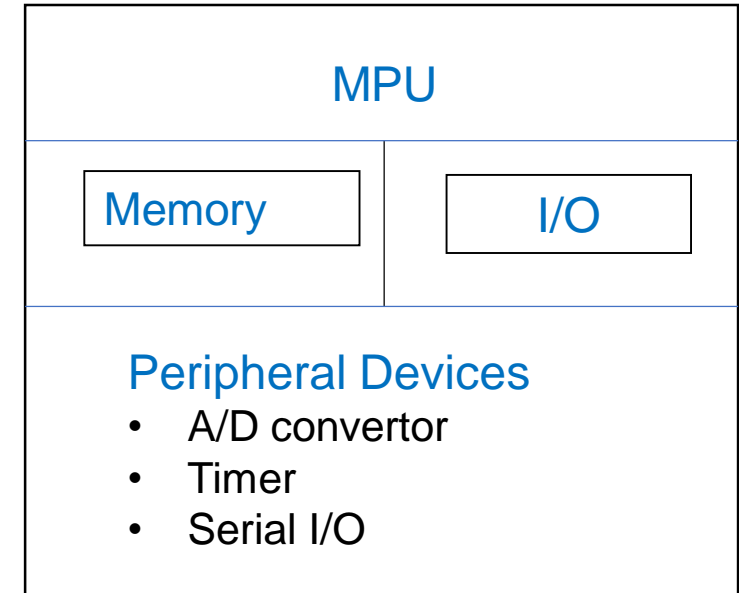 MPU
Memory
I/O
Peripheral Devices
• A/D convertor
• Timer
• Serial I/O